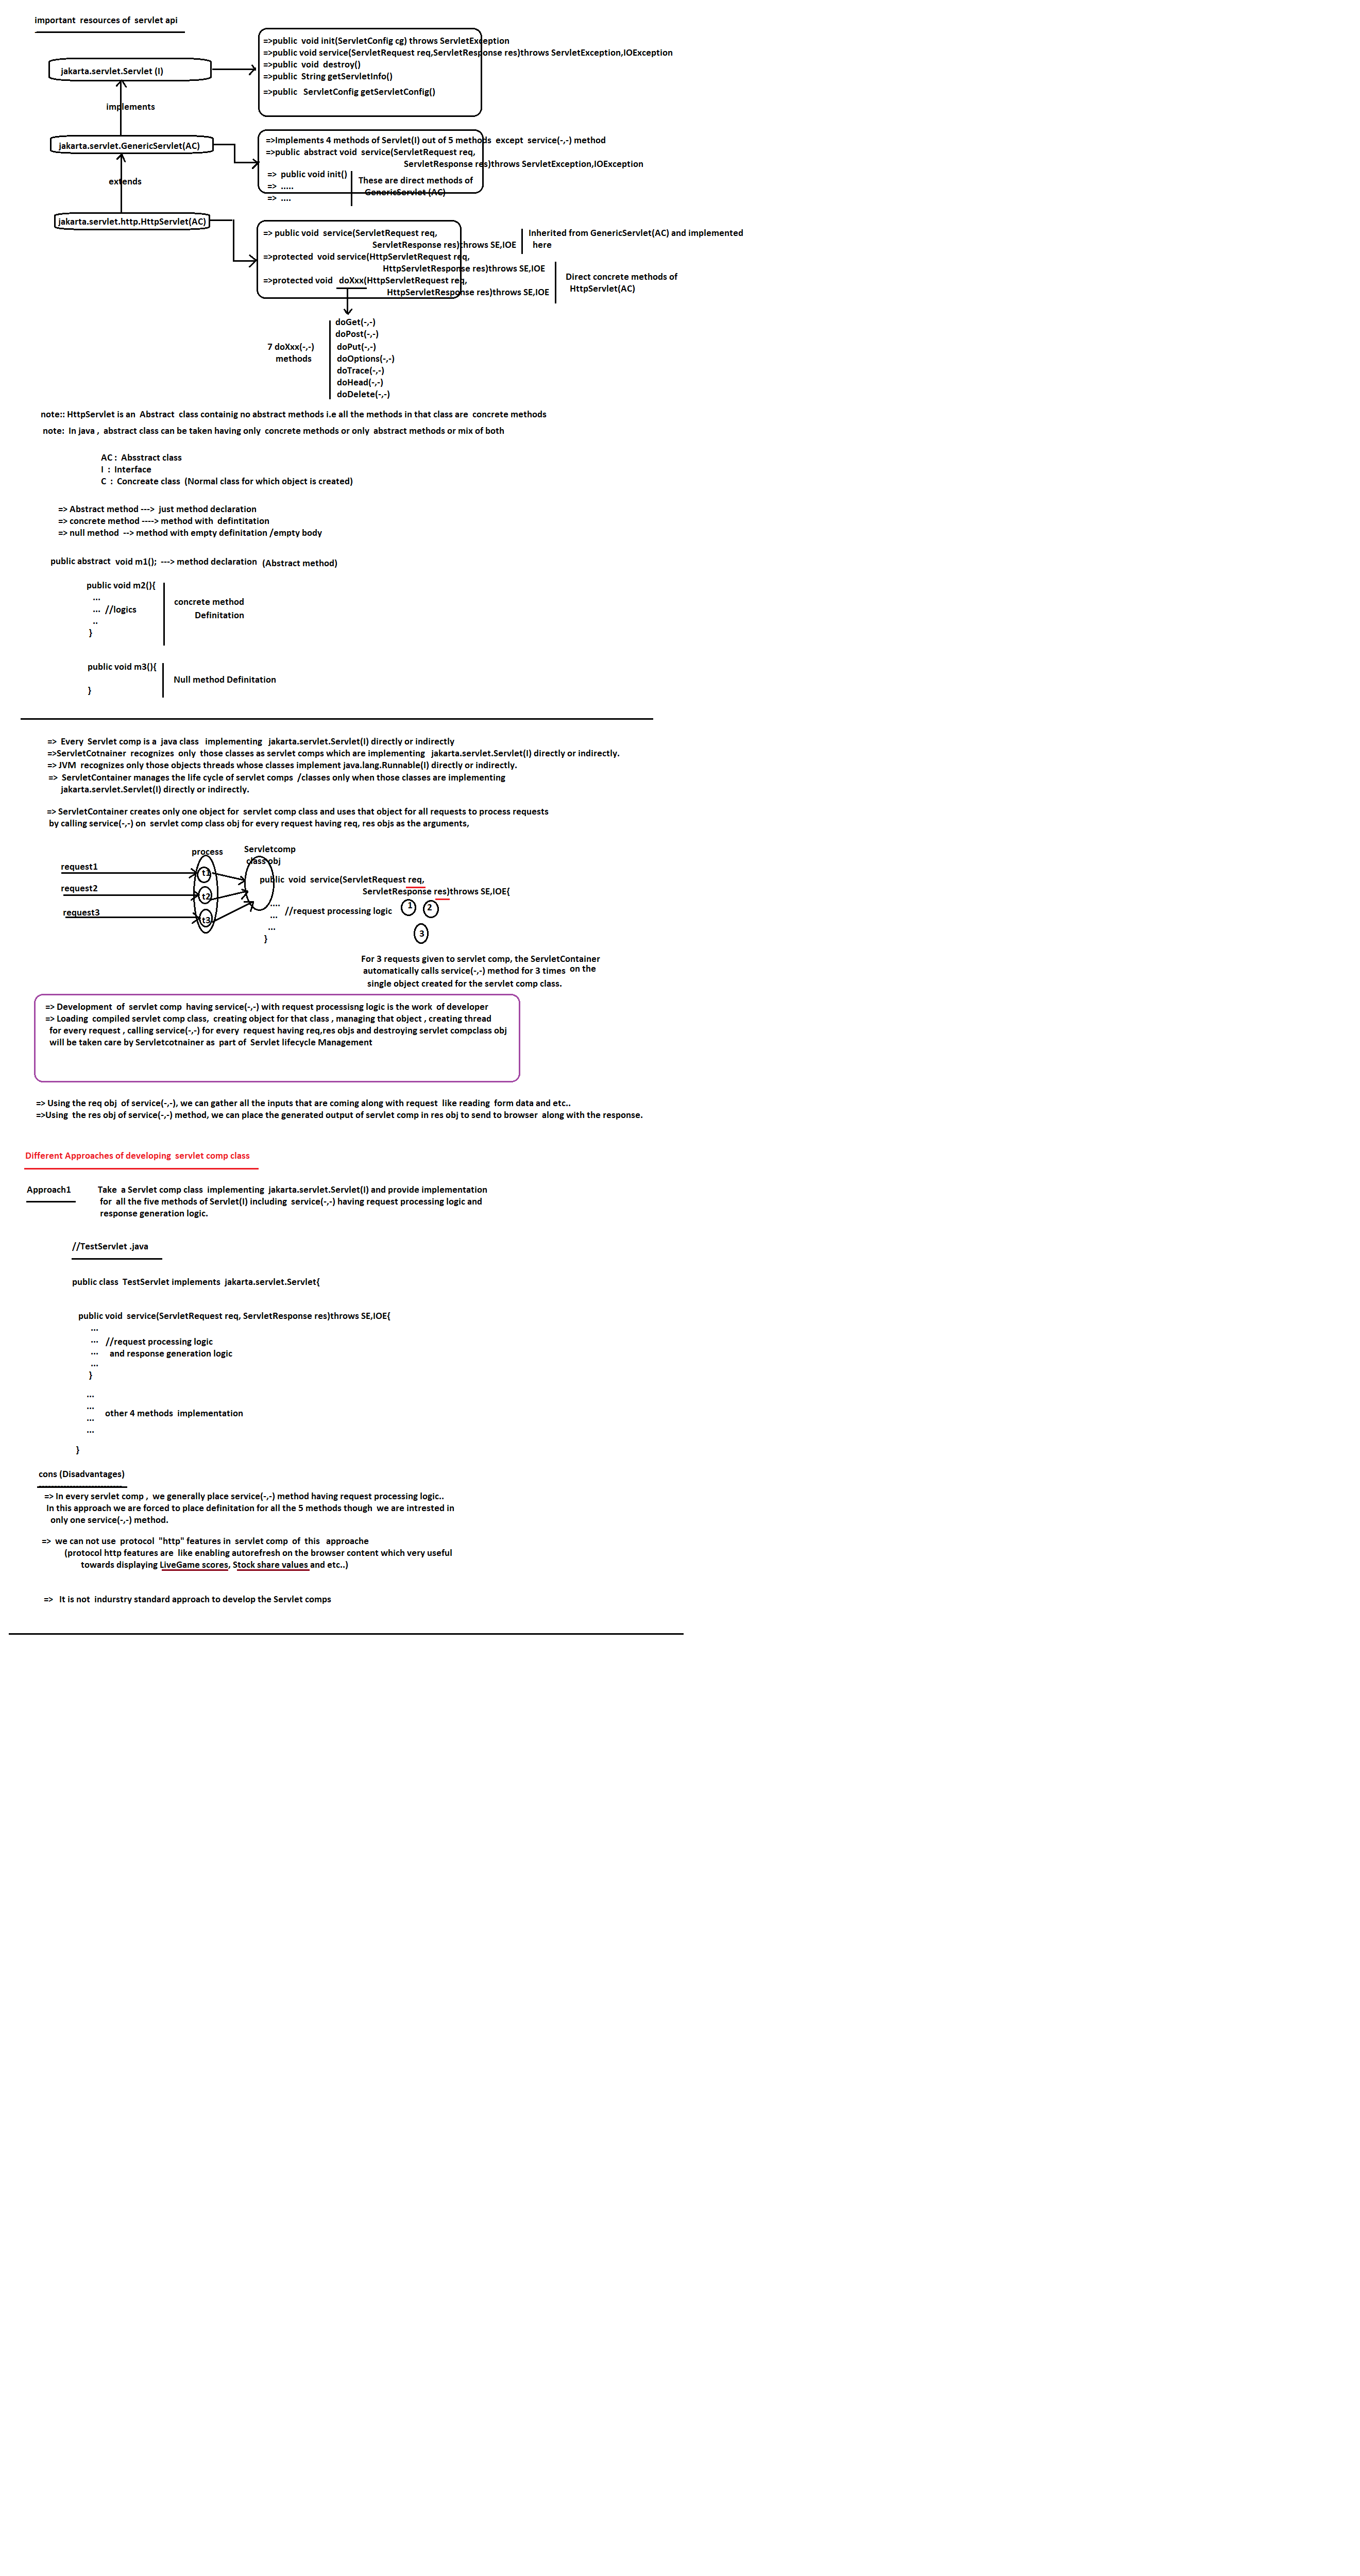 important resources of servlet api
jakarta.servlet.Servlet (I)
=>public void init(ServletConfig cg) throws ServletException
=>public void service(ServletRequest req,ServletResponse res)throws ServletException,IOException
=>public void destroy()
=>public String getServletInfo()
=>public ServletConfig getServletConfig()
implements
jakarta.servlet.GenericServlet(AC)
=>Implements 4 methods of Servlet(I) out of 5 methods except service(-,-) method
=>public abstract void service(ServletRequest req,
ServletResponse res)throws ServletException,IOException
=> public void init()
=> .....
=> ....
These are direct methods of
GenericServlet (AC)
extends
jakarta.servlet.http.HttpServlet(AC)
=> public void service(ServletRequest req,
ServletResponse res)throws SE,IOE
Inherited from GenericServlet(AC) and implemented
here
=>protected void service(HttpServletRequest req,
HttpServletResponse res)throws SE,IOE
=>protected void doXxx(HttpServletRequest req,
HttpServletResponse res)throws SE,IOE
Direct concrete methods of
HttpServlet(AC)
7 doXxx(-,-)
methods
doGet(-,-)
doPost(-,-)
doPut(-,-)
doOptions(-,-)
doTrace(-,-)
doHead(-,-)
doDelete(-,-)
note:: HttpServlet is an Abstract class containig no abstract methods i.e all the methods in that class are concrete methods
note: In java , abstract class can be taken having only concrete methods or only abstract methods or mix of both
AC : Absstract class
I : Interface
C : Concreate class (Normal class for which object is created)
=> Abstract method ---> just method declaration
=> concrete method ----> method with defintitation
=> null method --> method with empty definitation /empty body
public abstract void m1(); ---> method declaration (Abstract method)
public void m2(){
...
... //logics
..
}
concrete method
Definitation
public void m3(){
}
Null method Definitation
=> Every Servlet comp is a java class implementing jakarta.servlet.Servlet(I) directly or indirectly
=>ServletCotnainer recognizes only those classes as servlet comps which are implementing jakarta.servlet.Servlet(I) directly or indirectly.
=> JVM recognizes only those objects threads whose classes implement java.lang.Runnable(I) directly or indirectly.
=> ServletContainer manages the life cycle of servlet comps /classes only when those classes are implementing
jakarta.servlet.Servlet(I) directly or indirectly.
=> ServletContainer creates only one object for servlet comp class and uses that object for all requests to process requests
by calling service(-,-) on servlet comp class obj for every request having req, res objs as the arguments,
process
Servletcomp
class obj
request1
request2
request3
t1
t2
t3
public void service(ServletRequest req,
ServletResponse res)throws SE,IOE{
....
... //request processing logic
...
}
1
2
3
For 3 requests given to servlet comp, the ServletContainer
automatically calls service(-,-) method for 3 times on the
single object created for the servlet comp class.
=> Development of servlet comp having service(-,-) with request processisng logic is the work of developer
=> Loading compiled servlet comp class, creating object for that class , managing that object , creating thread
for every request , calling service(-,-) for every request having req,res objs and destroying servlet compclass obj
will be taken care by Servletcotnainer as part of Servlet lifecycle Management
=> Using the req obj of service(-,-), we can gather all the inputs that are coming along with request like reading form data and etc..
=>Using the res obj of service(-,-) method, we can place the generated output of servlet comp in res obj to send to browser along with the response.
Different Approaches of developing servlet comp class
Approach1 Take a Servlet comp class implementing jakarta.servlet.Servlet(I) and provide implementation
for all the five methods of Servlet(I) including service(-,-) having request processing logic and
response generation logic.
//TestServlet .java
public class TestServlet implements jakarta.servlet.Servlet{
public void service(ServletRequest req, ServletResponse res)throws SE,IOE{
...
... //request processing logic
... and response generation logic
...
}
...
...
... other 4 methods implementation
...
}
cons (Disadvantages)
=> In every servlet comp , we generally place service(-,-) method having request processing logic..
In this approach we are forced to place definitation for all the 5 methods though we are intrested in
only one service(-,-) method.
=> we can not use protocol "http" features in servlet comp of this approache
(protocol http features are like enabling autorefresh on the browser content which very useful
towards displaying LiveGame scores, Stock share values and etc..)
=> It is not indurstry standard approach to develop the Servlet comps